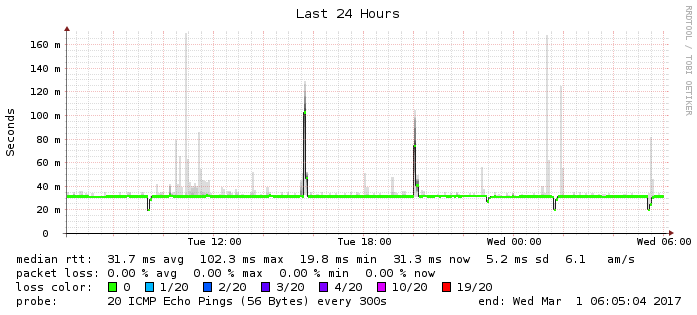 Last 24 Hours
RRDTOOL / TOBI OETIKER
Seconds
160 m
140 m
120 m
100 m
80 m
60 m
40 m
20 m
0
Tue 12:00 Tue 18:00 Wed 00:00 Wed 06:00
median rtt: 31.7 ms avg 102.3 ms max 19.8 ms min 31.3 ms now 5.2 ms sd 6.1 am/s
packet loss: 0.00 % avg 0.00 % max 0.00 % min 0.00 % now
loss color: 0 1/20 2/20 3/20 4/20 10/20 19/20
probe: 20 ICMP Echo Pings (56 Bytes) every 300s end: Wed Mar 1 06:05:04 2017